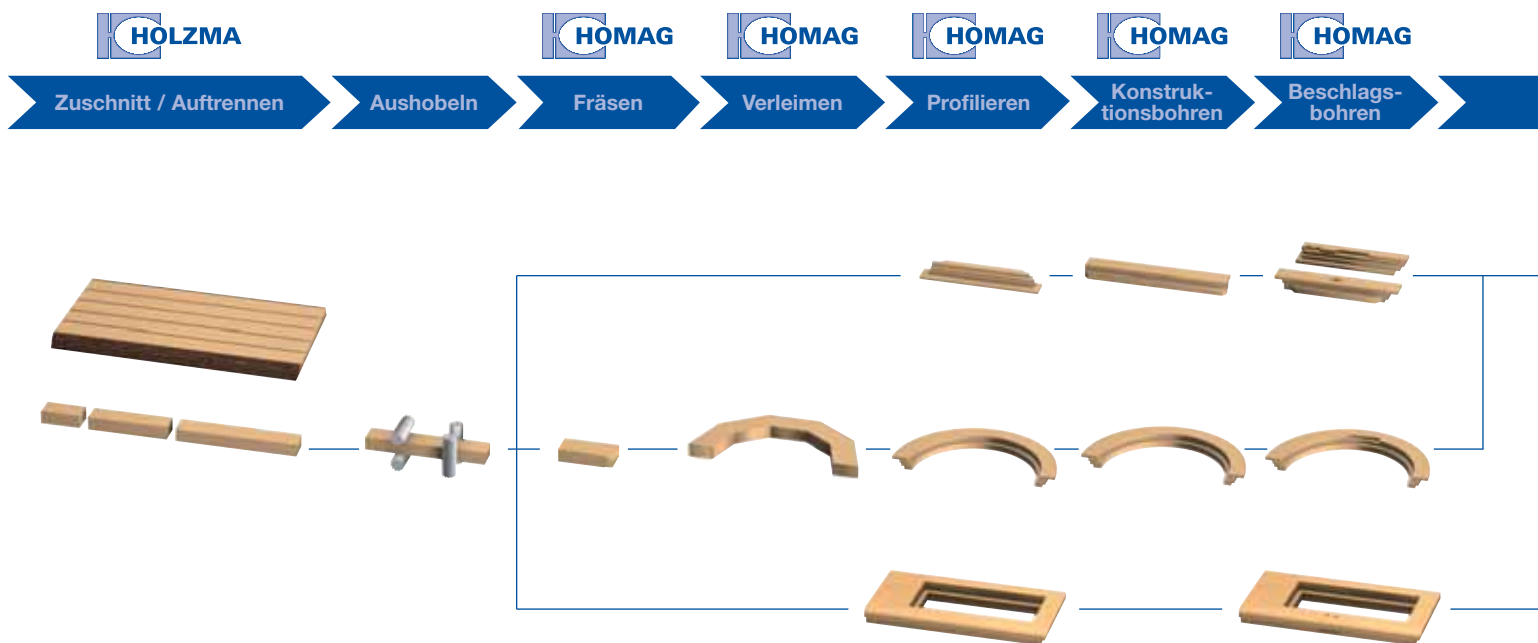 HOLZMA
HOMAG
HOMAG
HOMAG
HOMAG
HOMAG
Zuschnitt / Auftrennen
Aushobeln
Fräsen
Verleimen
Profilieren
Konstruk-
tionsbohren
Beschlags-
bohren